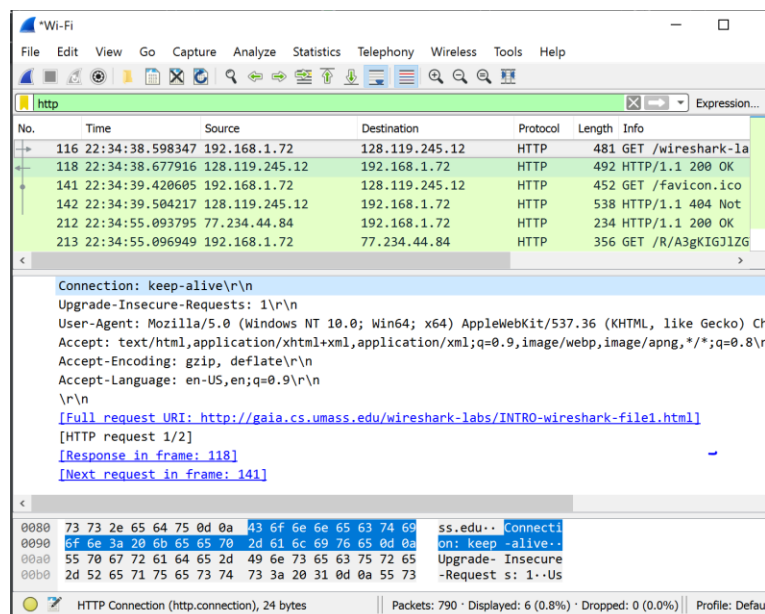 *Wi-Fi
File Edit View Go Capture Analyze Statistics Telephony Wireless Tools Help
http Expression...
No. Time Source Destination Protocol Length Info
116 22:34:38.598347 192.168.1.72 128.119.245.12 HTTP 481 GET /wireshark-la
118 22:34:38.677916 128.119.245.12 192.168.1.72 HTTP 492 HTTP/1.1 200 OK
141 22:34:39.420605 192.168.1.72 128.119.245.12 HTTP 452 GET /favicon.ico
142 22:34:39.504217 128.119.245.12 192.168.1.72 HTTP 538 HTTP/1.1 404 Not
212 22:34:55.093795 77.234.44.84 192.168.1.72 HTTP 234 HTTP/1.1 200 OK
213 22:34:55.096949 192.168.1.72 77.234.44.84 HTTP 356 GET /R/A3gKIGJlZG
Connection: keep-alive\r\n
Upgrade-Insecure-Requests: 1\r\n
User-Agent: Mozilla/5.0 (Windows NT 10.0; Win64; x64) AppleWebKit/537.36 (KHTML, like Gecko) Ch
Accept: text/html,application/xhtml+xml,application/xml;q=0.9,image/webp,image/apng,*/*;q=0.8\r
Accept-Encoding: gzip, deflate\r\n
Accept-Language: en-US,en;q=0.9\r\n
\r\n
[Full request URI: http://gaia.cs.umass.edu/wireshark-labs/INTRO-wireshark-file1.html]
[HTTP request 1/2]
[Response in frame: 118]
[Next request in frame: 141]
0080 73 73 2e 65 64 75 0d 0a 43 6f 6e 6e 65 63 74 69 ss.edu·· Connecti
0090 6f 6e 3a 20 6b 65 65 70 2d 61 6c 69 76 65 0d 0a on: keep -alive··
00a0 55 70 67 72 61 64 65 2d 49 6e 73 65 63 75 72 65 Upgrade- Insecure
00b0 2d 52 65 71 75 65 73 74 73 3a 20 31 0d 0a 55 73 -Request s: 1··Us
HTTP Connection (http.connection), 24 bytes Packets: 790 · Displayed: 6 (0.8%) · Dropped: 0 (0.0%) Profile: Defau